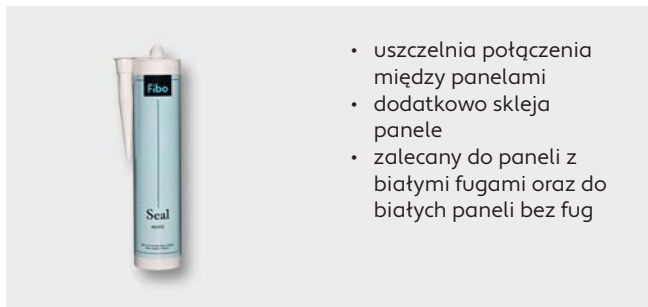 Fibo
Seal
WHITE
• uszczelnia połączenia
między panelami
• dodatkowo skleja
panele
• zalecany do paneli z
białymi fugami oraz do
białych paneli bez fug